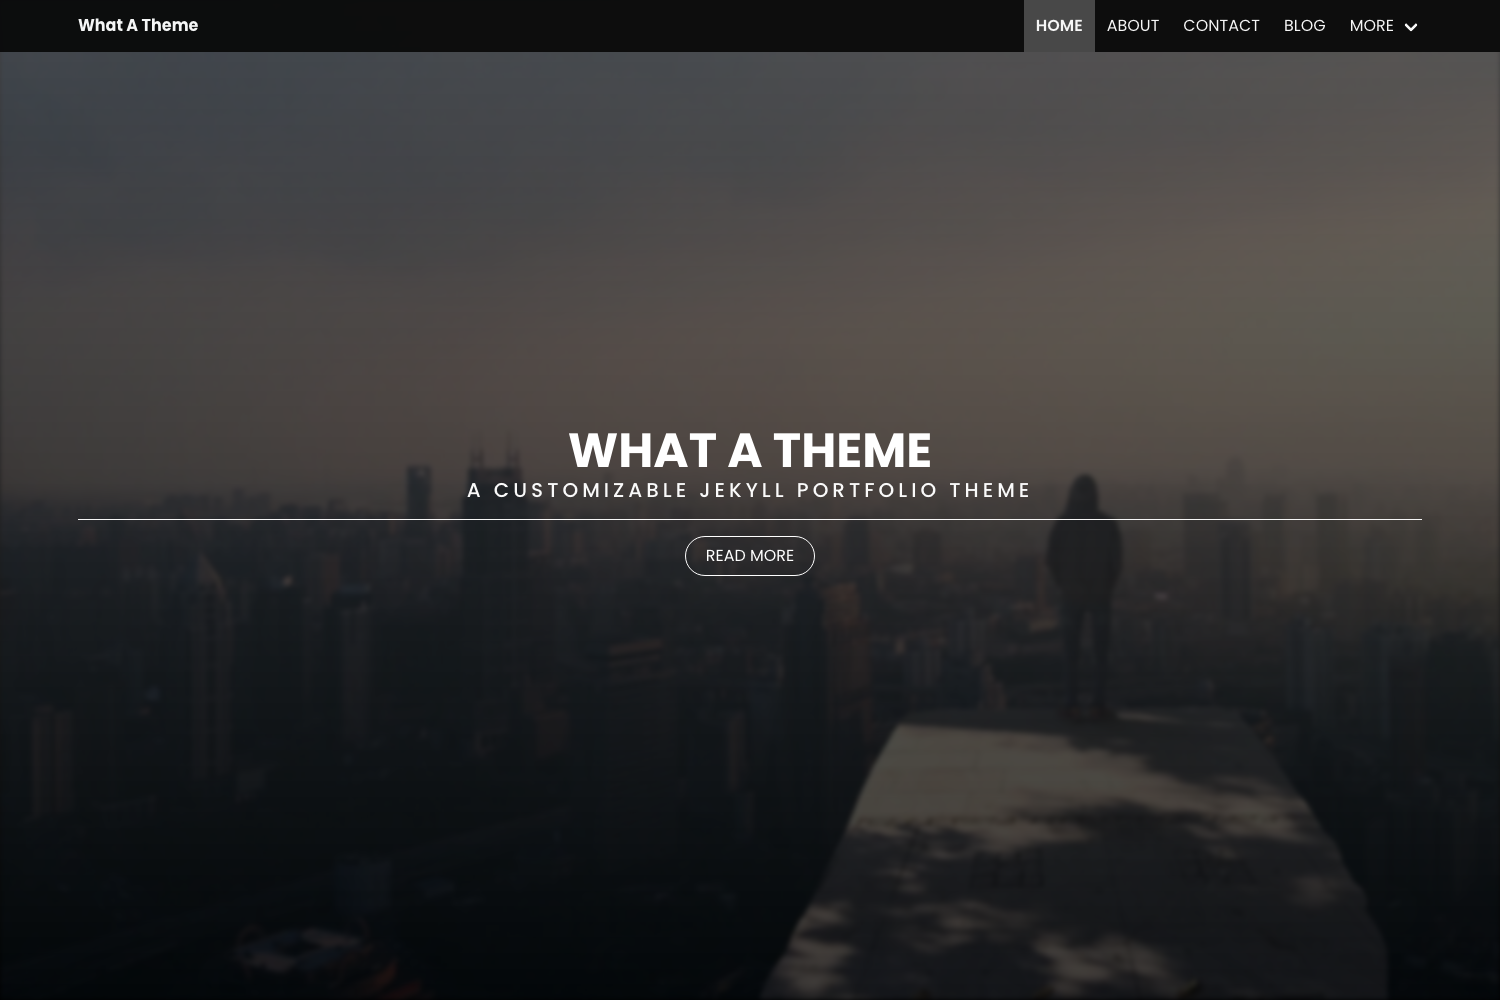 What A Theme
HOME ABOUT CONTACT BLOG MORE
WHAT A THEME
A CUSTOMIZABLE JEKYLL PORTFOLIO THEME
READ MORE